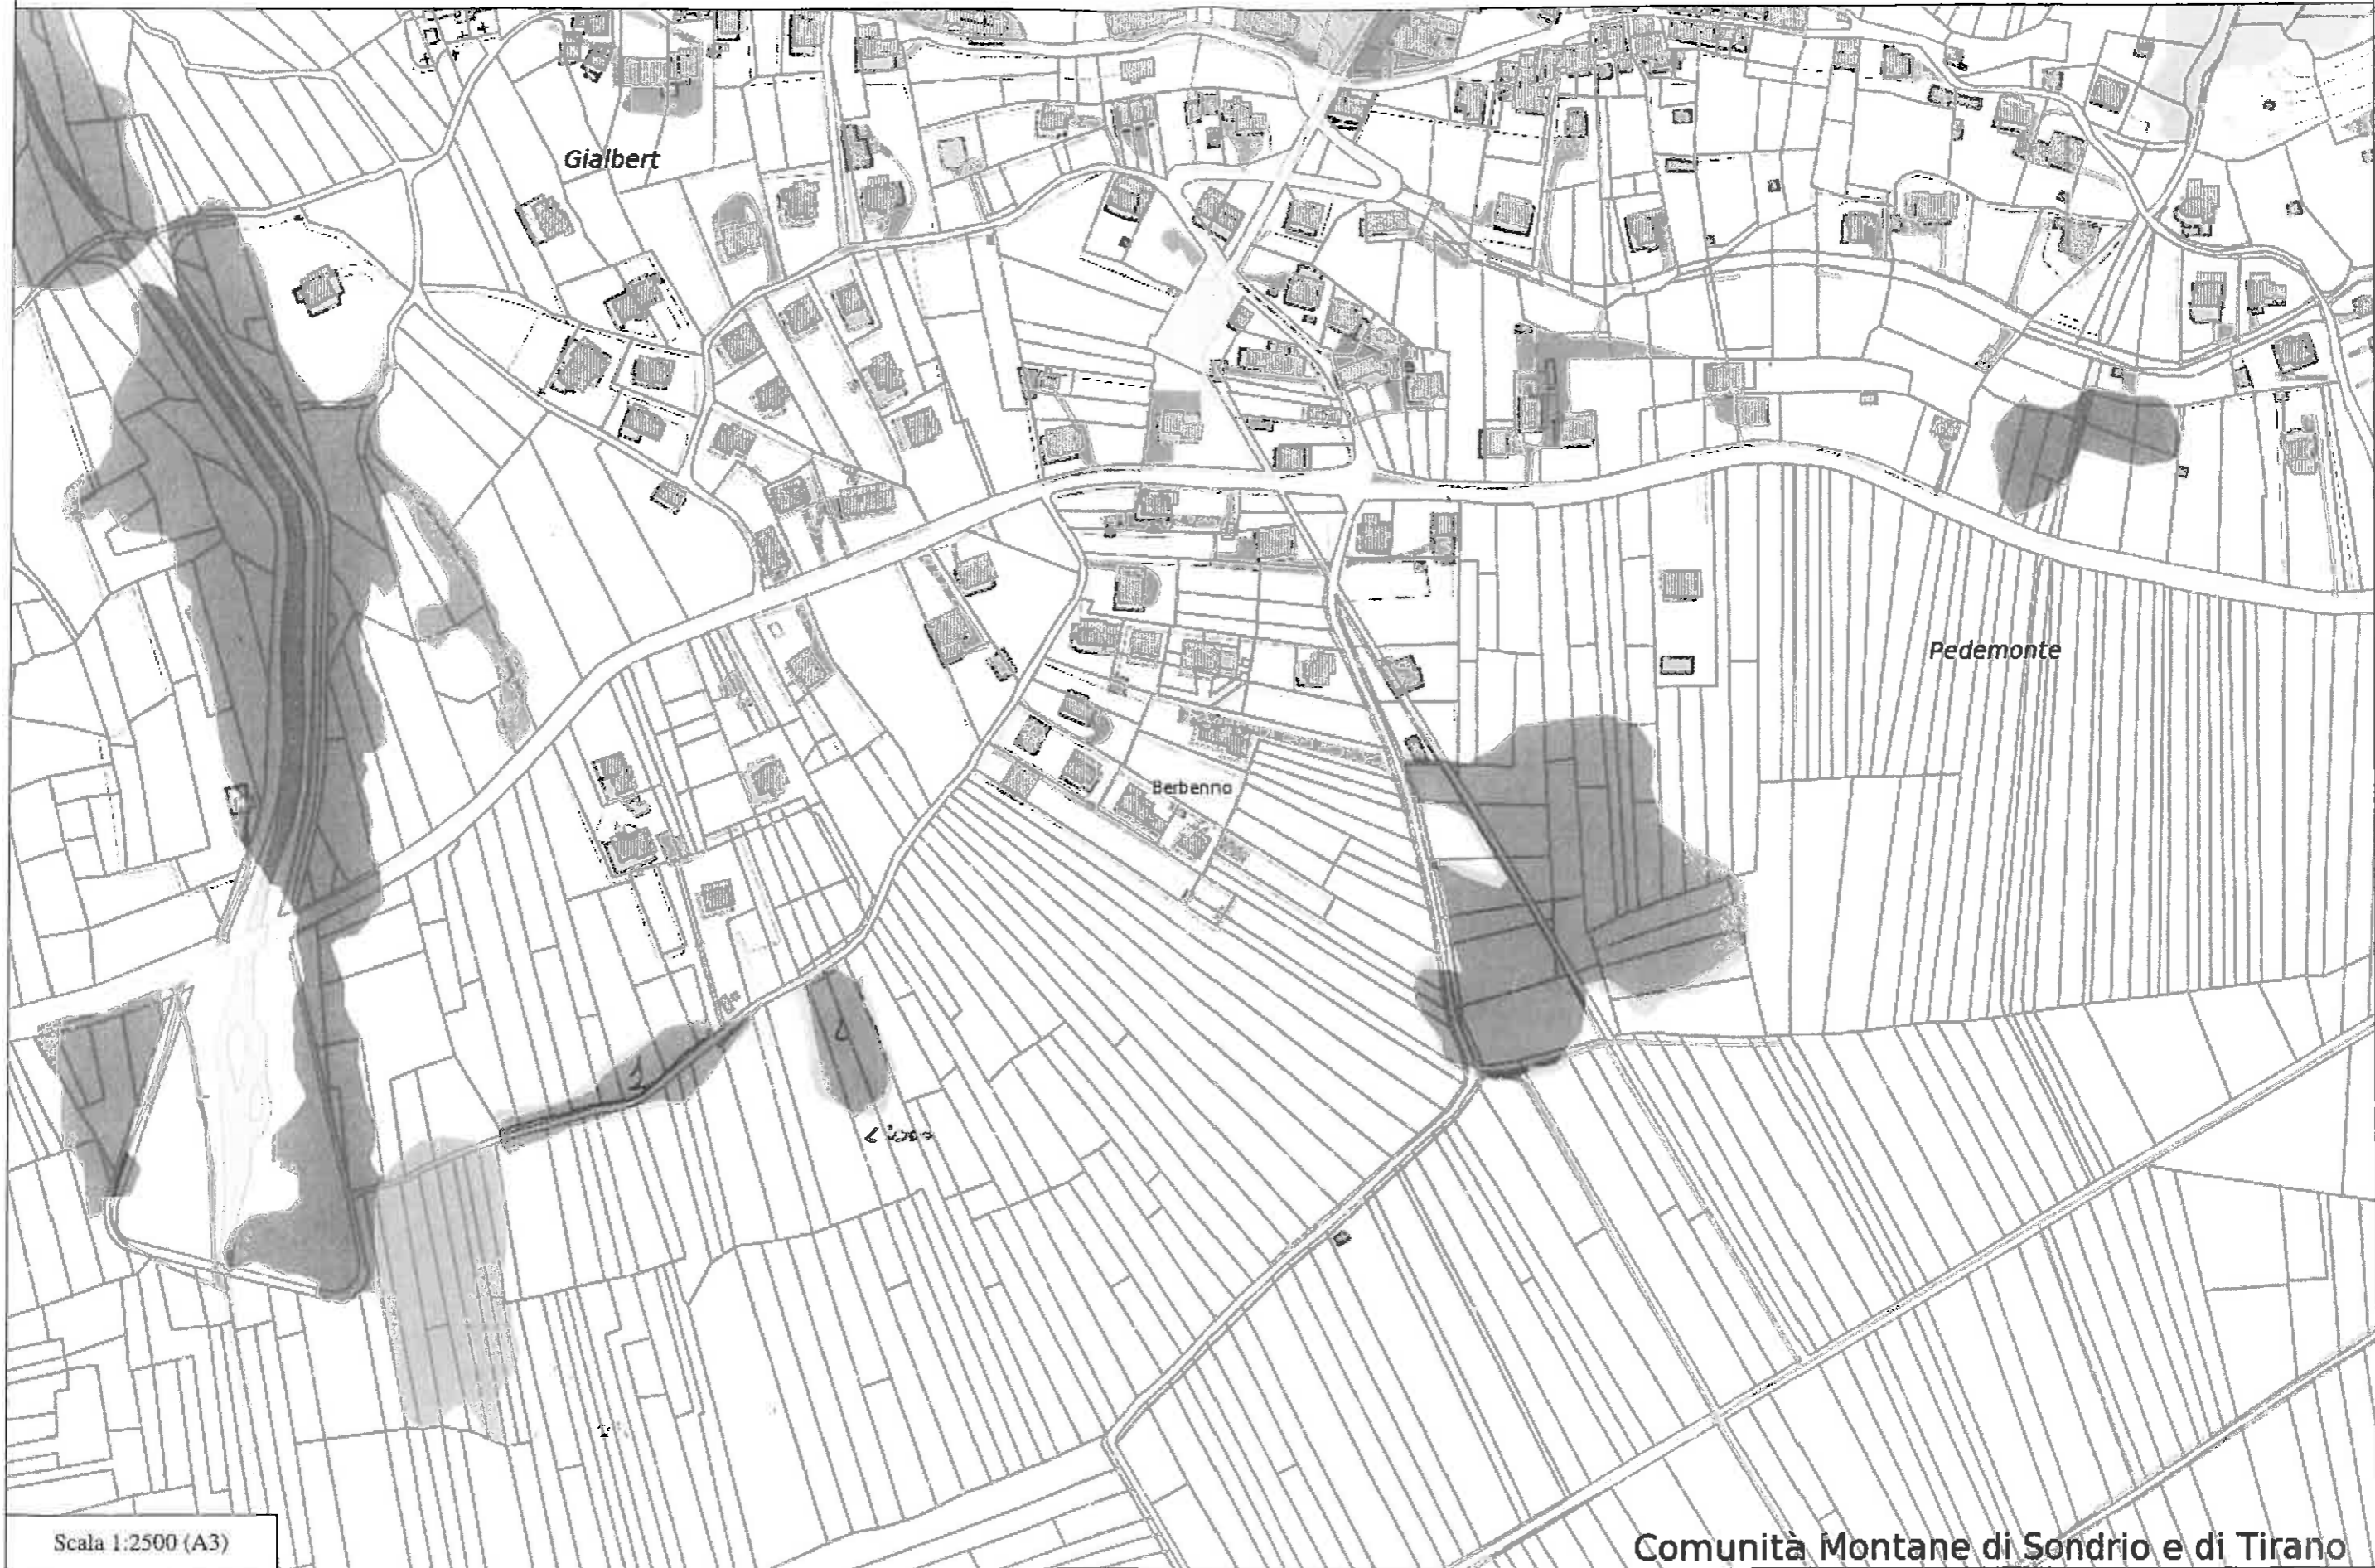 Gialbert
Pedemonte
Berbenno
Scala 1:2500 (A3)
Comunità Montane di Sondrio e di Tirano